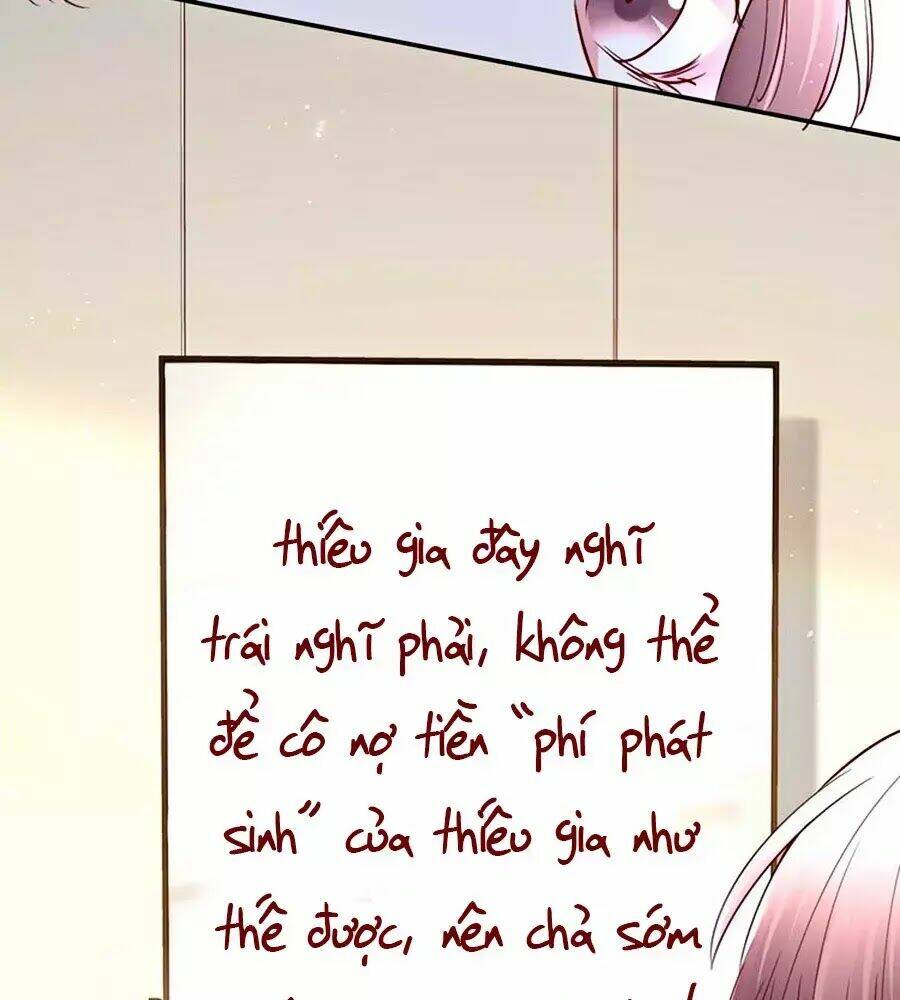 thiếu gia đây nghĩ
trái nghĩ phải, không thể
để cô nợ tiền "phí phát
sinh" của thiếu gia như
thế được, nên chả sớm